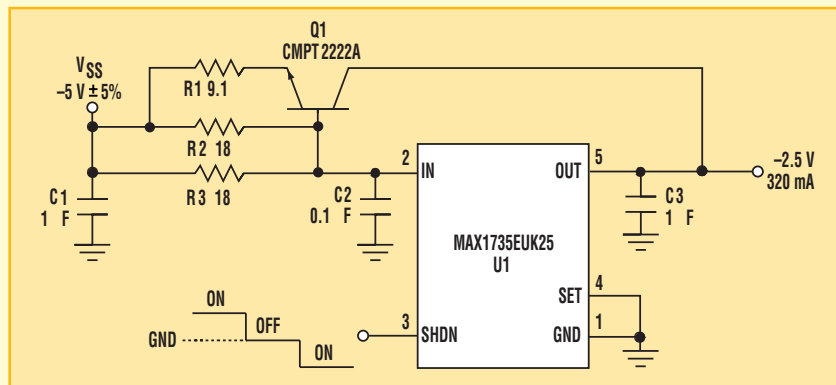 Q1
CMPT2222A
VSS
–5 V ± 5%
R1 9.1
R2 18
R3 18
C1
1 F
C2
0.1 F
2
IN
OUT
5
–2.5 V
320 mA
C3
1 F
MAX1735EUK25
U1
SET
4
GND
1
3
SHDN
ON
GND
OFF
ON